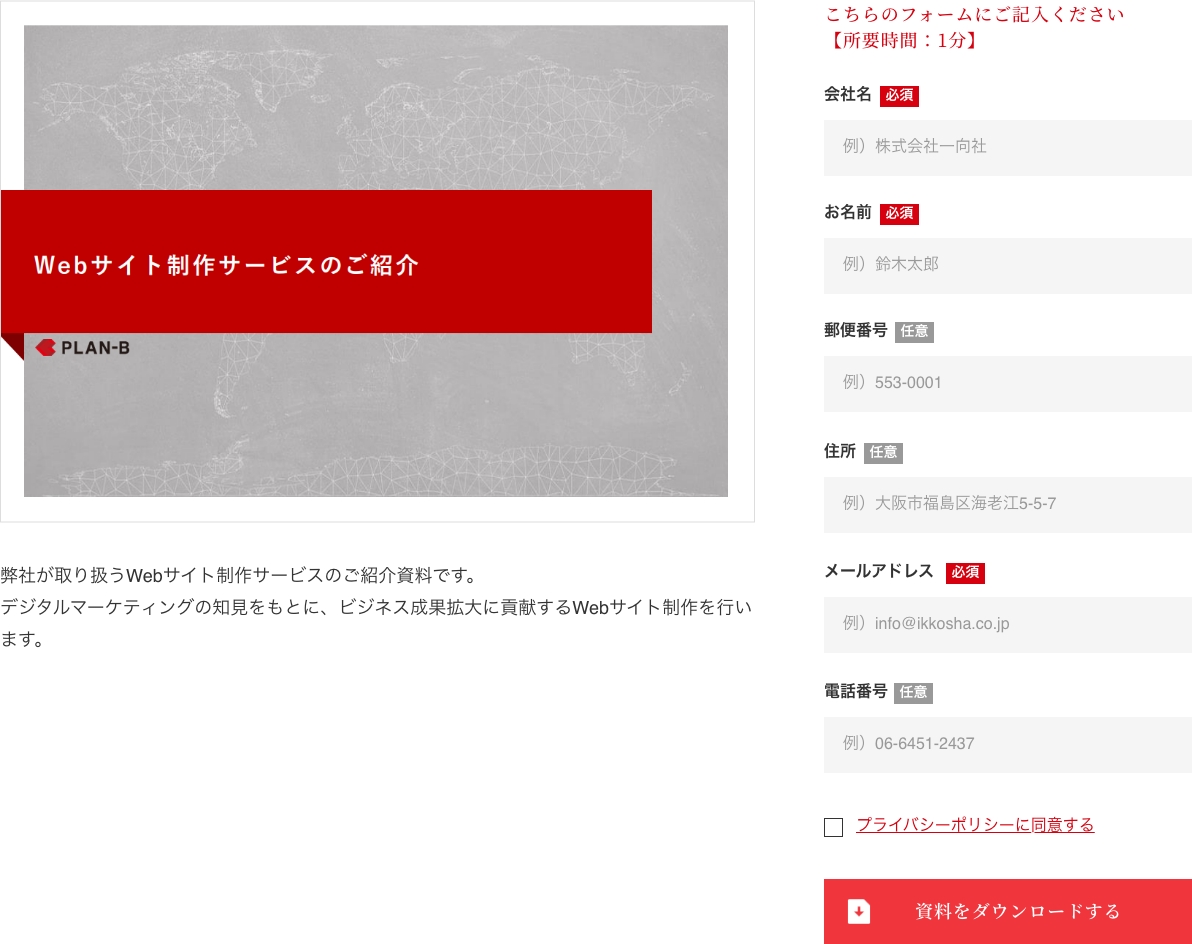 Webサイト制作サービスのご紹介
PLAN-B
弊社が取り扱うWebサイト制作サービスのご紹介資料です。
デジタルマーケティングの知見をもとに、ビジネス成果拡大に貢献するWebサイト制作を行い
ます。
こちらのフォームにご記入ください
【所要時間：1分】
会社名 必須
例）株式会社一向社
お名前 必須
例）鈴木太郎
郵便番号 任意
例）553-0001
住所 任意
例）大阪市福島区海老江5-5-7
メールアドレス 必須
例）info@ikkosha.co.jp
電話番号 任意
例）06-6451-2437
プライバシーポリシーに同意する
資料をダウンロードする